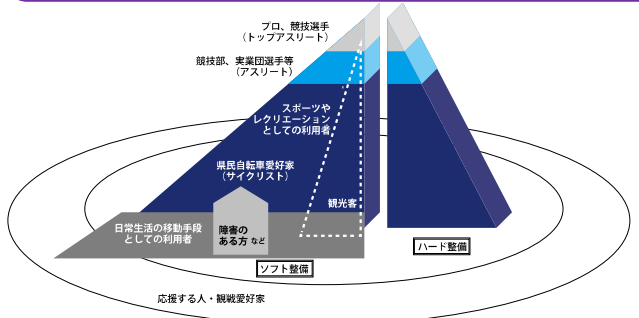 プロ、競技選手
(トップアスリート)
競技部、実業団選手等
(アスリート)
スポーツや
レクリエーション
としての利用者
県民自転車愛好家
(サイクリスト)
観光客
日常生活の移動手段
としての利用者
障害の
ある方 など
ハード整備
ソフト整備
応援する人・観戦愛好家